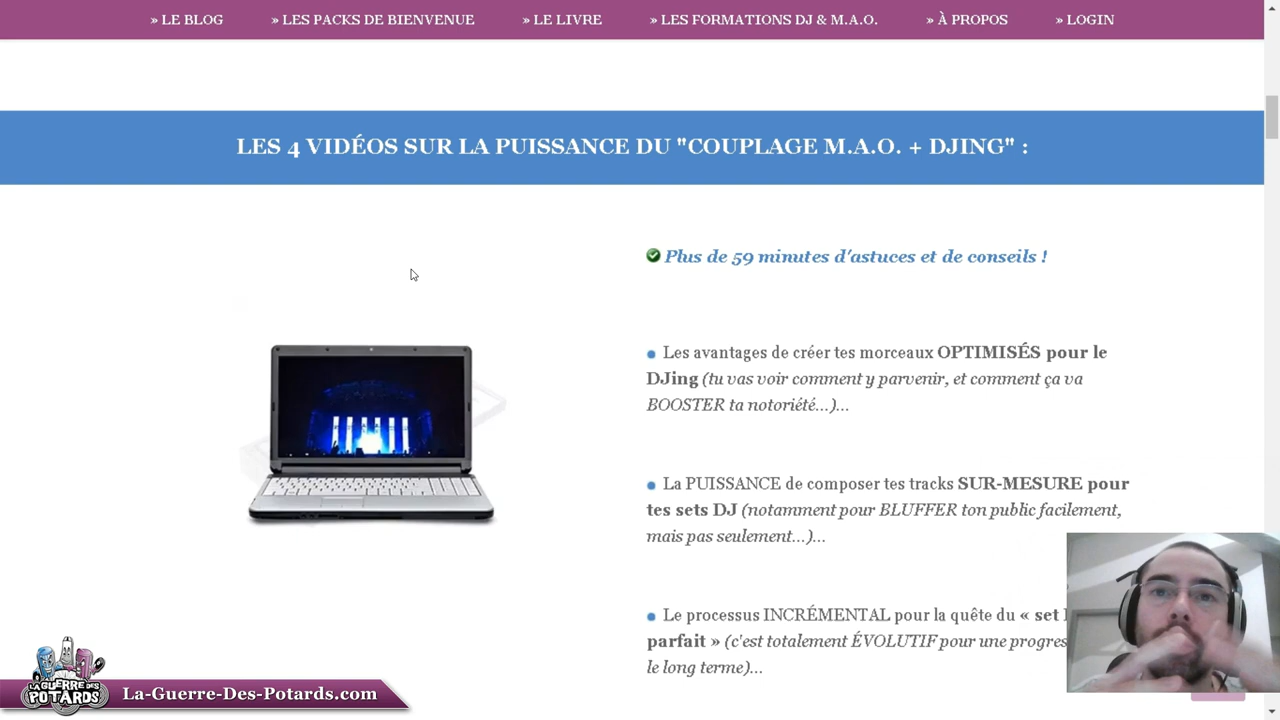 » LE BLOG » LES PACKS DE BIENVENUE » LE LIVRE » LES FORMATIONS DJ & M.A.O. » À PROPOS » LOGIN
LES 4 VIDÉOS SUR LA PUISSANCE DU "COUPLAGE M.A.O. + DJING" :
Plus de 59 minutes d'astuces et de conseils !
Les avantages de créer tes morceaux OPTIMISÉS pour le
DJing (tu vas voir comment y parvenir, et comment ça va
BOOSTER ta notoriété...)...
La PUISSANCE de composer tes tracks SUR-MESURE pour
tes sets DJ (notamment pour BLUFFER ton public facilement,
mais pas seulement...)...
Le processus INCRÉMENTAL pour la quête du « set
parfait » (c'est totalement ÉVOLUTIF pour une
le long terme)...
LA GUERRE DES
POTARDS
La-Guerre-Des-Potards.com